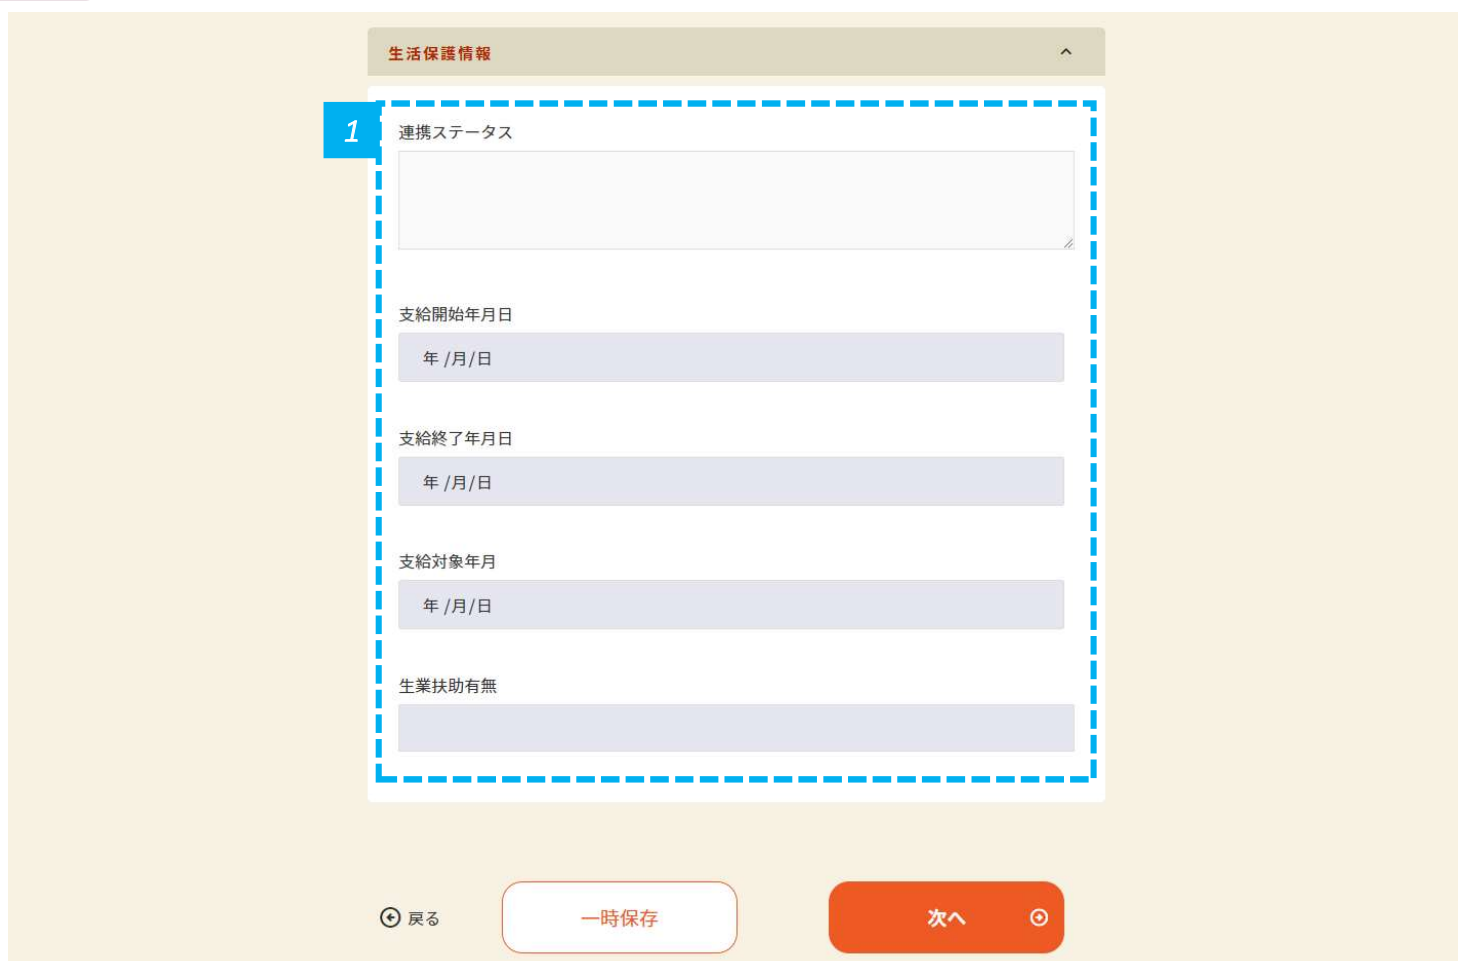 生活保護情報
1
連携ステータス
支給開始年月日
年 /月/日
支給終了年月日
年 /月/日
支給対象年月
年 /月/日
生業扶助有無
戻る
一時保存
次へ